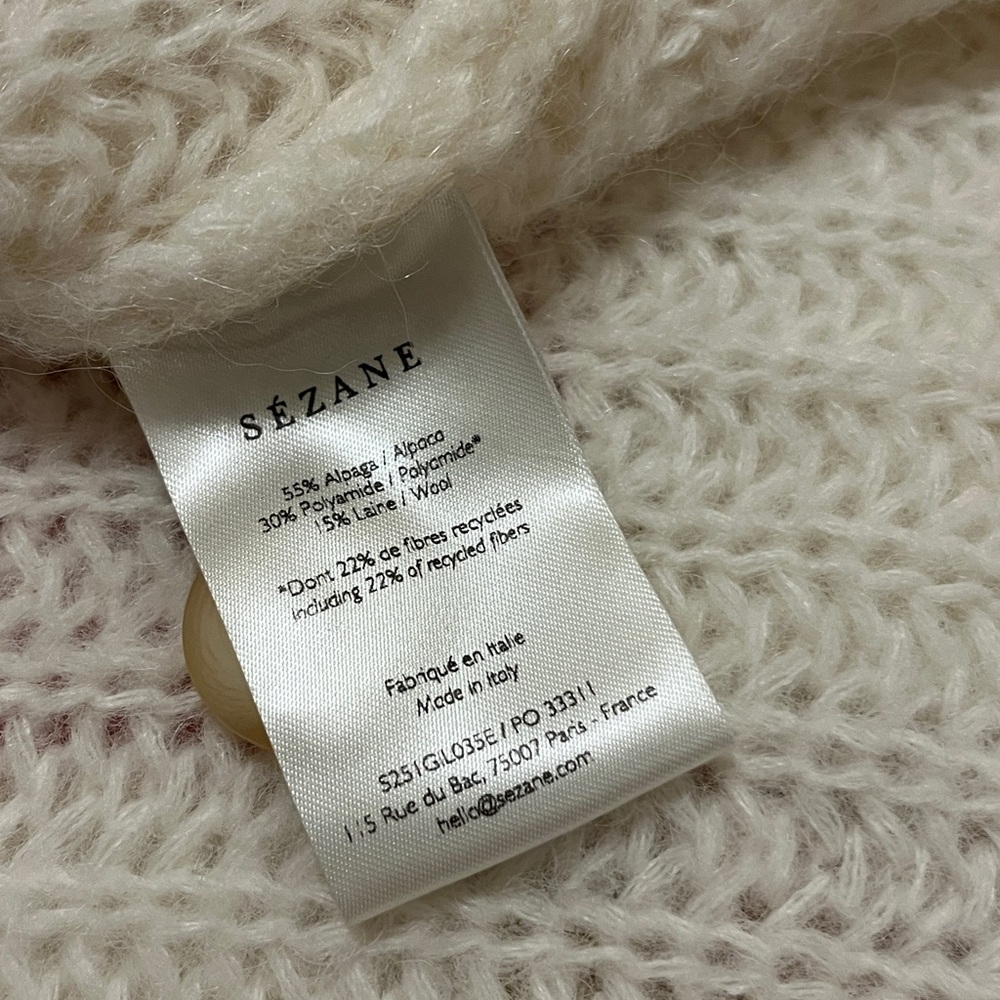 SÉZANE
55% Alpaga / Alpaca
30% Polyamide / Polyamide*
15% Laine / Wool
*Dont 22% de fibres recyclées
including 22% of recycled fibers
Fabriqué en Italie
Made in Italy
S251GIL035E / PO 33311
115 Rue du Bac, 75007 Paris - France
hello@sezane.com